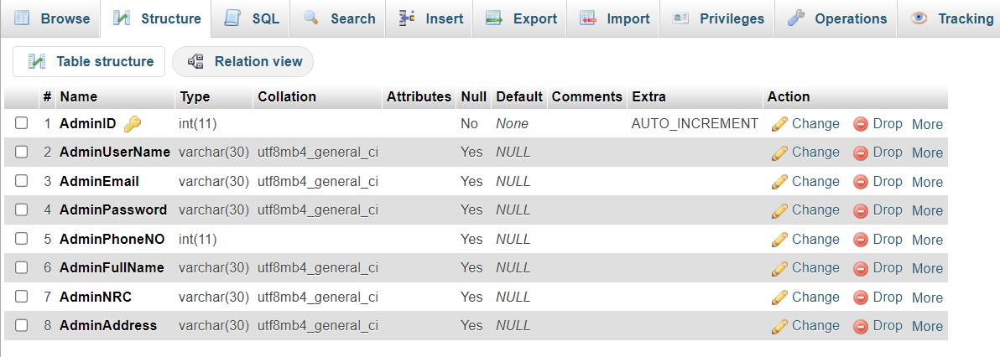 Browse Structure SQL Search Insert Export Import Privileges Operations Tracking
Table structure Relation view
# Name Type Collation Attributes Null Default Comments Extra Action
1 AdminID int(11) No None AUTO_INCREMENT Change Drop More
2 AdminUserName varchar(30) utf8mb4_general_ci Yes NULL Change Drop More
3 AdminEmail varchar(30) utf8mb4_general_ci Yes NULL Change Drop More
4 AdminPassword varchar(30) utf8mb4_general_ci Yes NULL Change Drop More
5 AdminPhoneNO int(11) Yes NULL Change Drop More
6 AdminFullName varchar(30) utf8mb4_general_ci Yes NULL Change Drop More
7 AdminNRC varchar(30) utf8mb4_general_ci Yes NULL Change Drop More
8 AdminAddress varchar(30) utf8mb4_general_ci Yes NULL Change Drop More